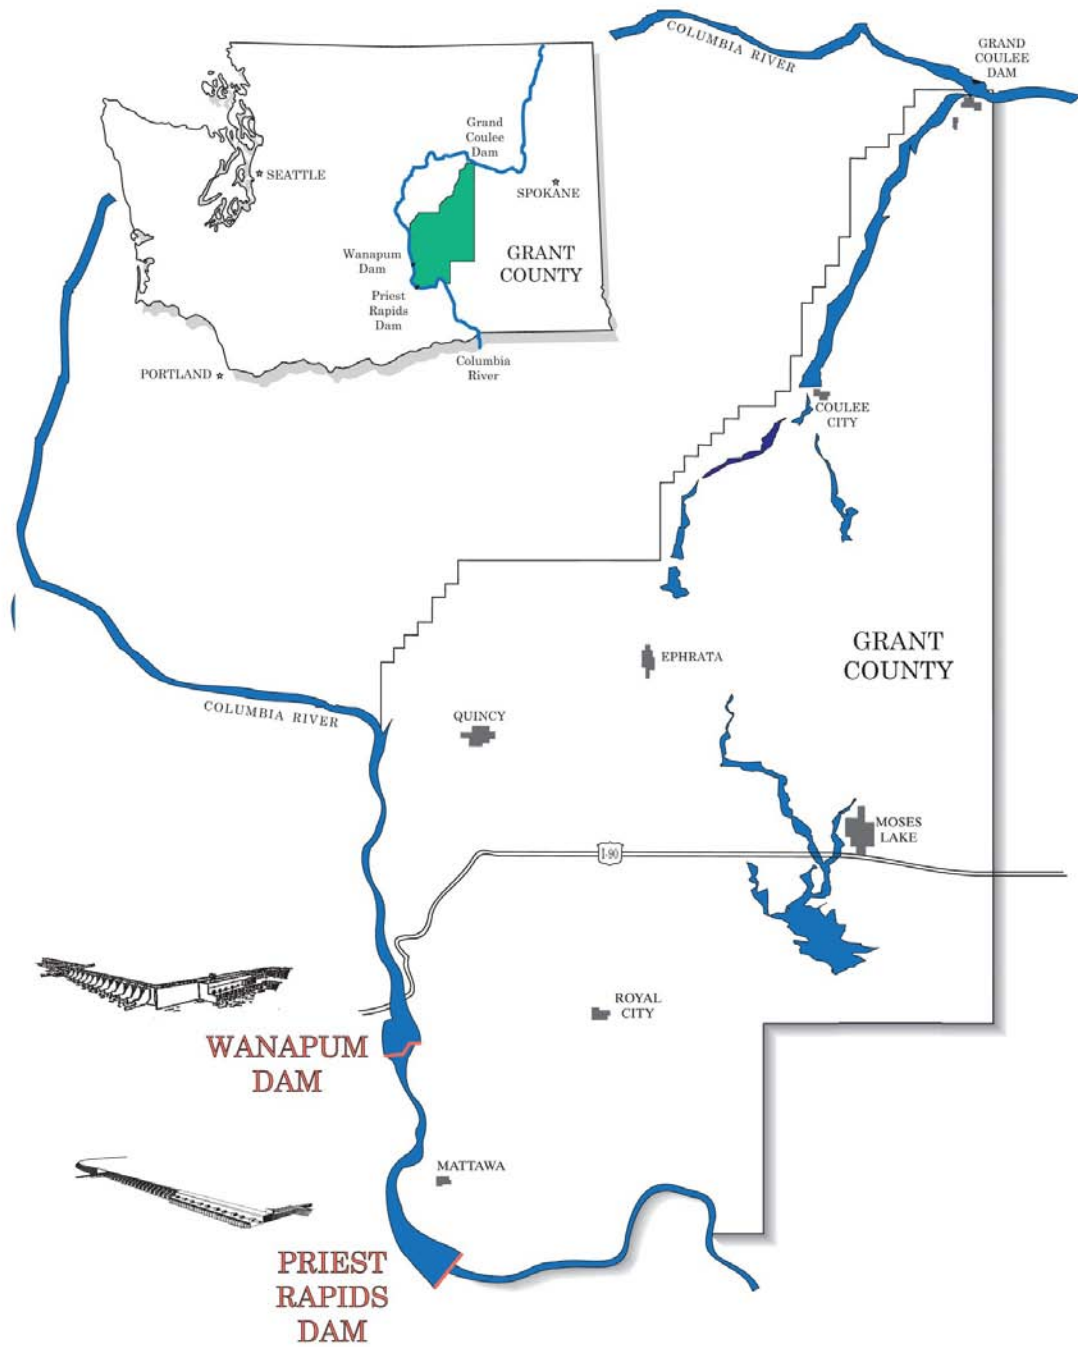 COLUMBIA RIVER
GRAND
COULEE
DAM
Grand
Coulee
Dam
SEATTLE
SPOKANE
Wanapum
Dam
GRANT
COUNTY
Priest
Rapids
Dam
Columbia
River
PORTLAND
COULEE
CITY
GRANT
COUNTY
EPHRATA
COLUMBIA RIVER
QUINCY
MOSES
LAKE
I-90
ROYAL
CITY
WANAPUM
DAM
MATTAWA
PRIEST
RAPIDS
DAM